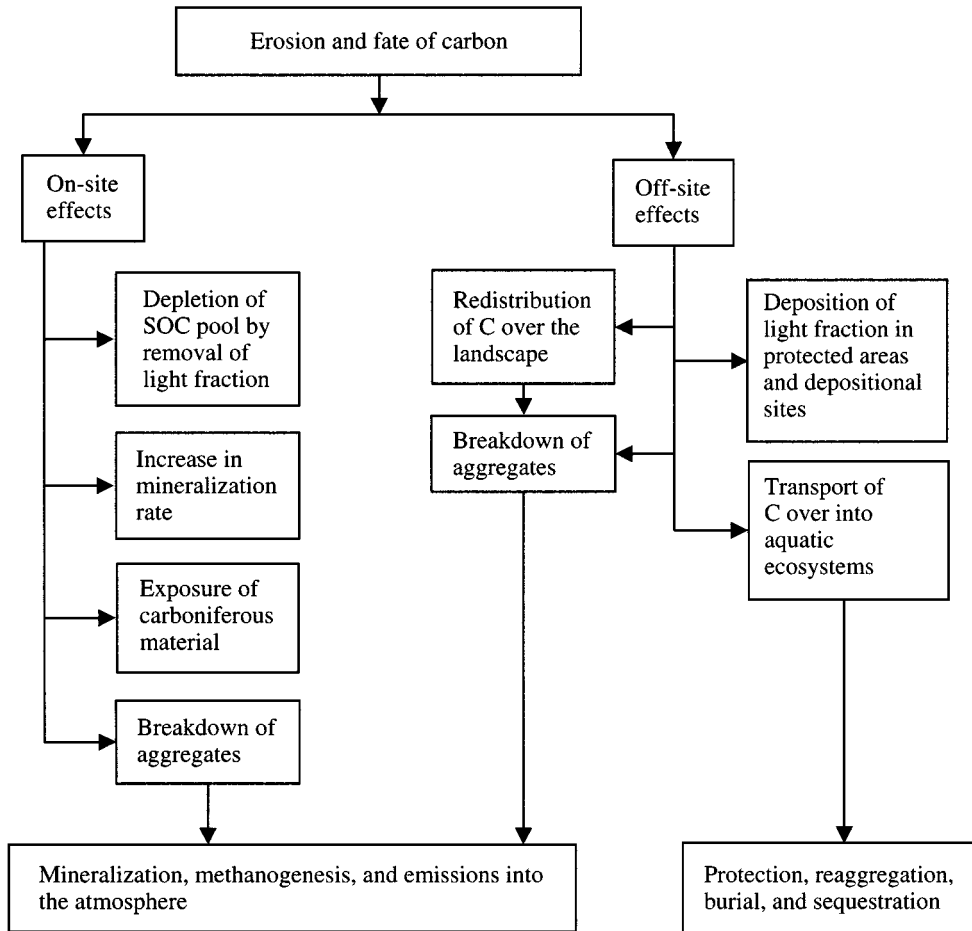 Erosion and fate of carbon
On-site
effects
Off-site
effects
Depletion of
SOC pool by
removal of
light fraction
Redistribution
of C over the
landscape
Deposition of
light fraction in
protected areas
and depositional
sites
Increase in
mineralization
rate
Breakdown of
aggregates
Transport of
C over into
aquatic
ecosystems
Exposure of
carboniferous
material
Breakdown of
aggregates
Mineralization, methanogenesis, and emissions into
the atmosphere
Protection, reaggregation,
burial, and sequestration